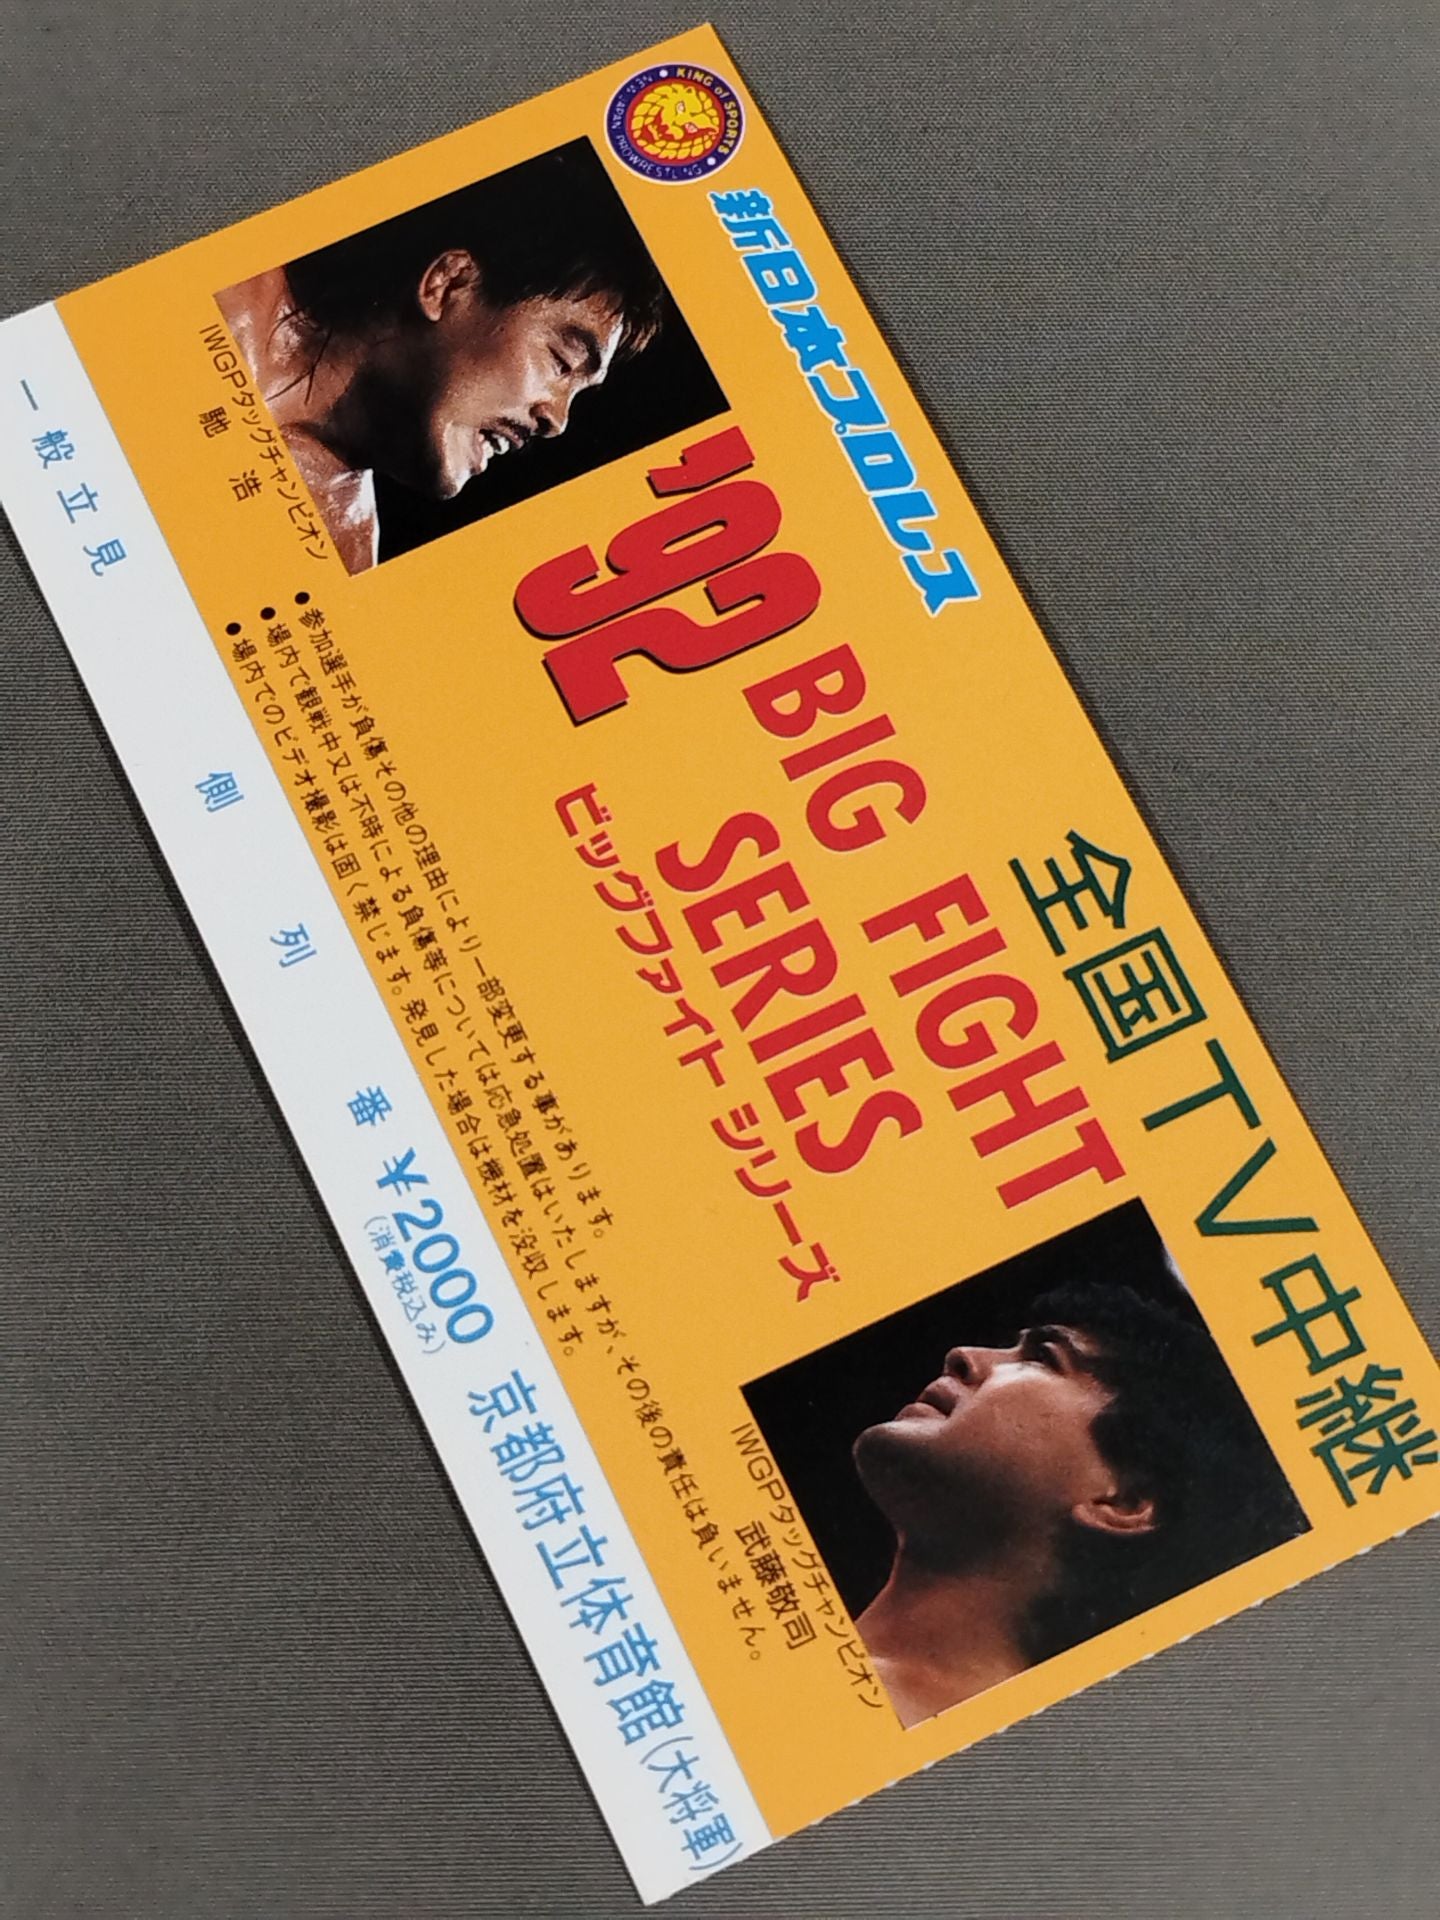 KING of SPORTS
NEW JAPAN PROWRESTLING
新日本プロレス
全国TV中継
'92 BIG FIGHT
SERIES
ビッグファイト シリーズ
IWGPタッグチャンピオン
馳 浩
IWGPタッグチャンピオン
武藤敬司
●参加選手が負傷その他の理由により一部変更する事があります。
●場内で観戦中又は不時による負傷等については応急処置はいたしますが、その後の責任は負いません。
●場内でのビデオ撮影は固く禁じます。発見した場合は機材を没収します。
一般立見 側 列 番 ¥2000 京都府立体育館(大将軍)
(消費税込み)